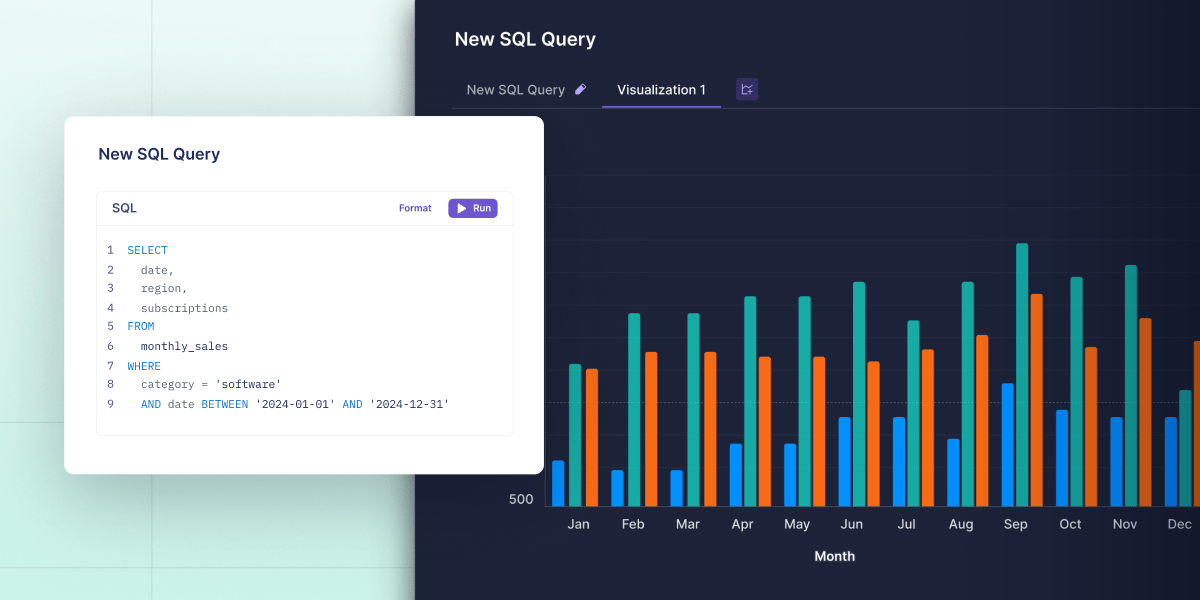 New SQL Query
New SQL Query
Visualization 1
New SQL Query
SQL
Format
Run
1 SELECT
2 date,
3 region,
4 subscriptions
5 FROM
6 monthly_sales
7 WHERE
8 category = 'software'
9 AND date BETWEEN '2024-01-01' AND '2024-12-31'
500
Jan Feb Mar Apr May Jun Jul Aug Sep Oct Nov Dec
Month